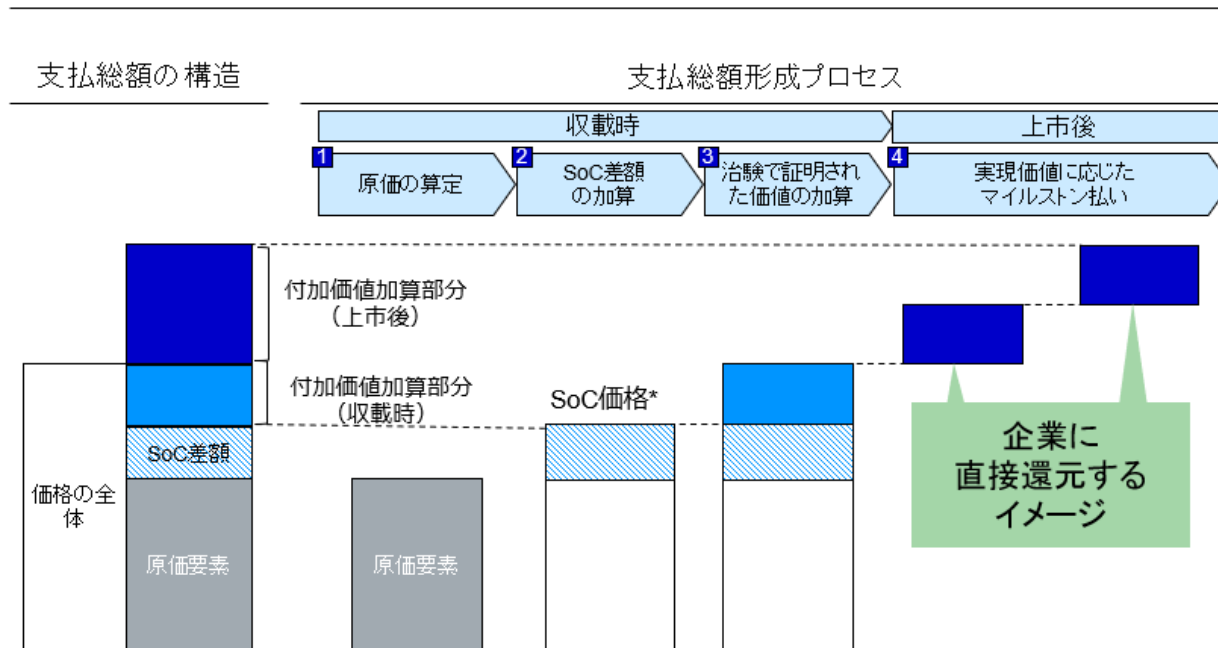 支払総額の構造
支払総額形成プロセス
収載時
上市後
1
原価の算定
2
SoC差額
の加算
3
治験で証明され
た価値の加算
4
実現価値に応じた
マイルストン払い
付加価値加算部分
（上市後）
付加価値加算部分
（収載時）
SoC価格*
SoC差額
価格の全
体
原価要素
原価要素
企業に
直接還元する
イメージ